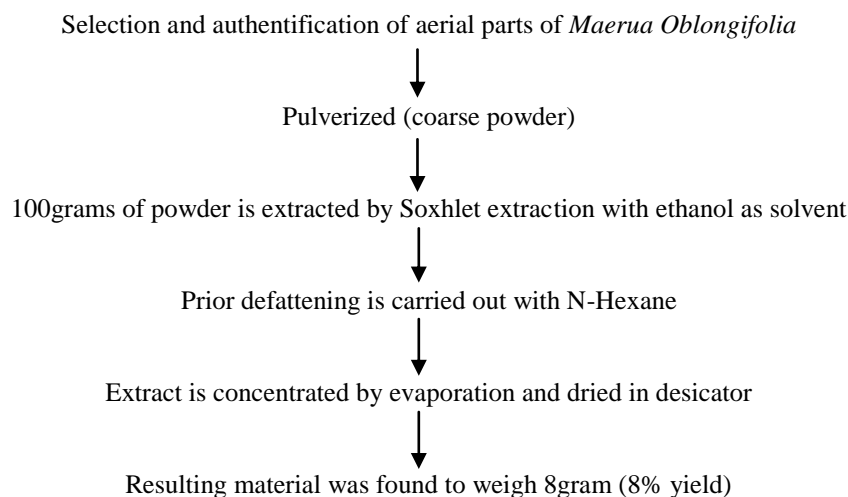 Selection and authentification of aerial parts of Maerua Oblongifolia
Pulverized (coarse powder)
100grams of powder is extracted by Soxhlet extraction with ethanol as solvent
Prior defattening is carried out with N-Hexane
Extract is concentrated by evaporation and dried in desicator
Resulting material was found to weigh 8gram (8% yield)